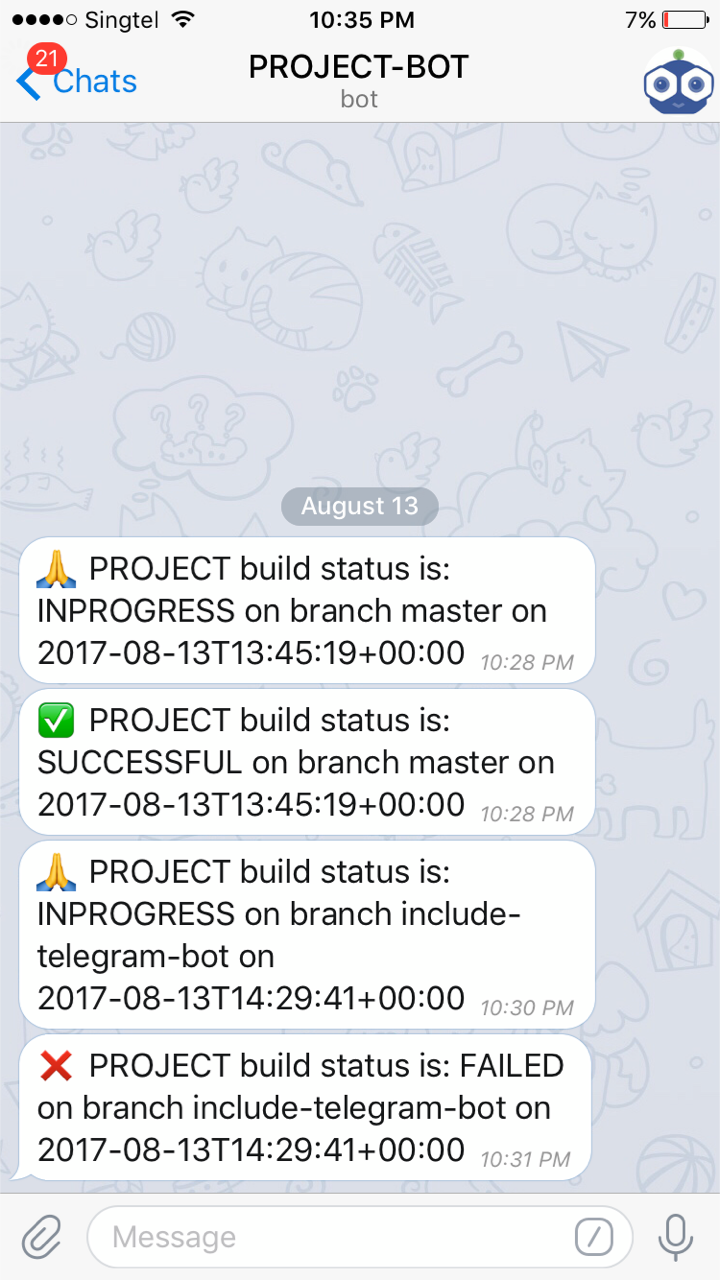 Singtel 10:35 PM 7%
21
Chats PROJECT-BOT
bot
August 13
🙏 PROJECT build status is:
INPROGRESS on branch master on
2017-08-13T13:45:19+00:00 10:28 PM
✅ PROJECT build status is:
SUCCESSFUL on branch master on
2017-08-13T13:45:19+00:00 10:28 PM
🙏 PROJECT build status is:
INPROGRESS on branch include-
telegram-bot on
2017-08-13T14:29:41+00:00 10:30 PM
❌ PROJECT build status is: FAILED
on branch include-telegram-bot on
2017-08-13T14:29:41+00:00 10:31 PM
Message /